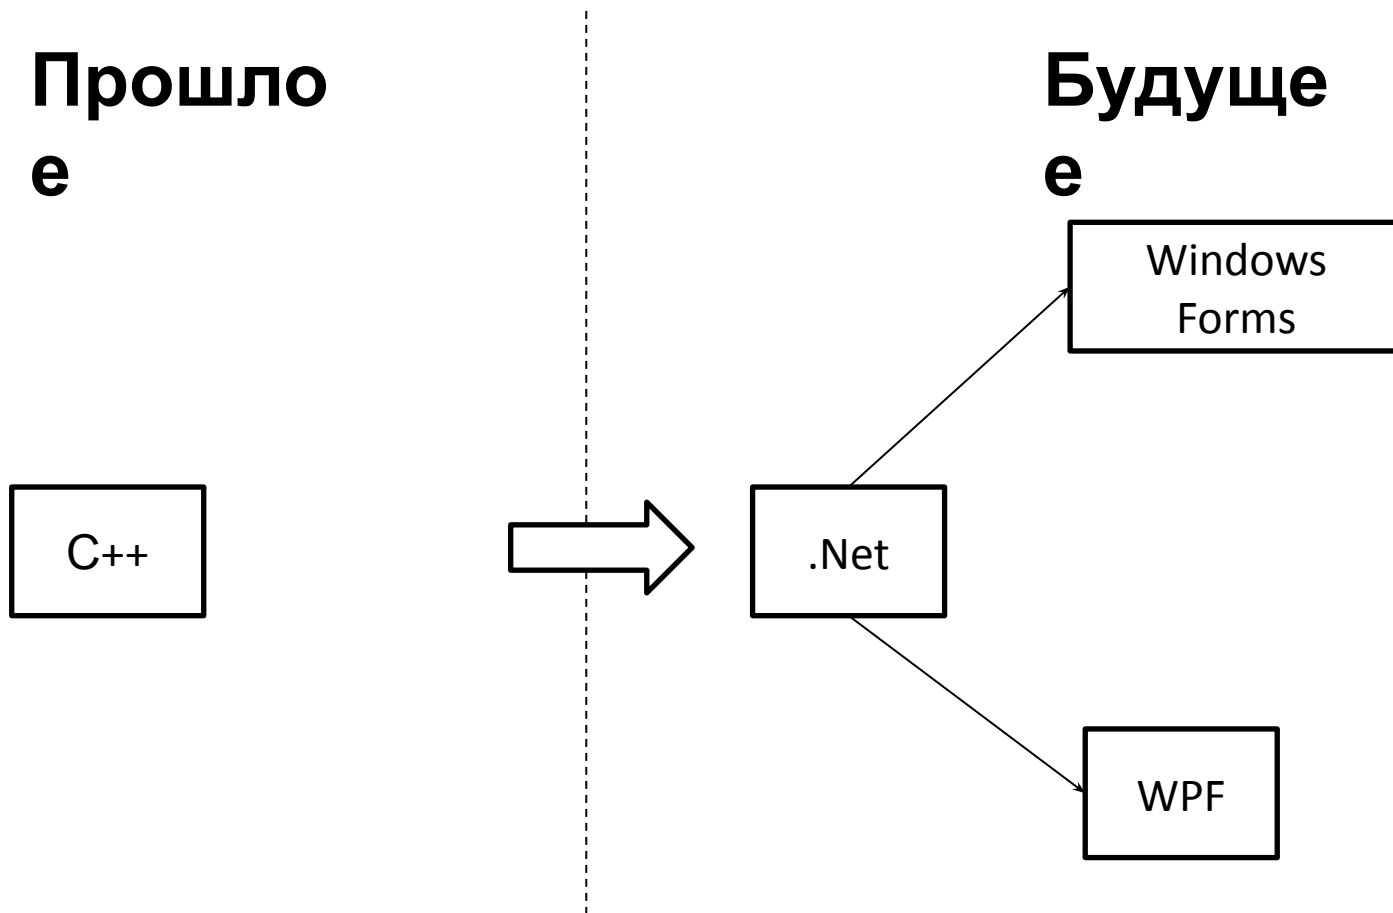 Прошло
е
Будуще
е
Windows
Forms
C++
.Net
WPF